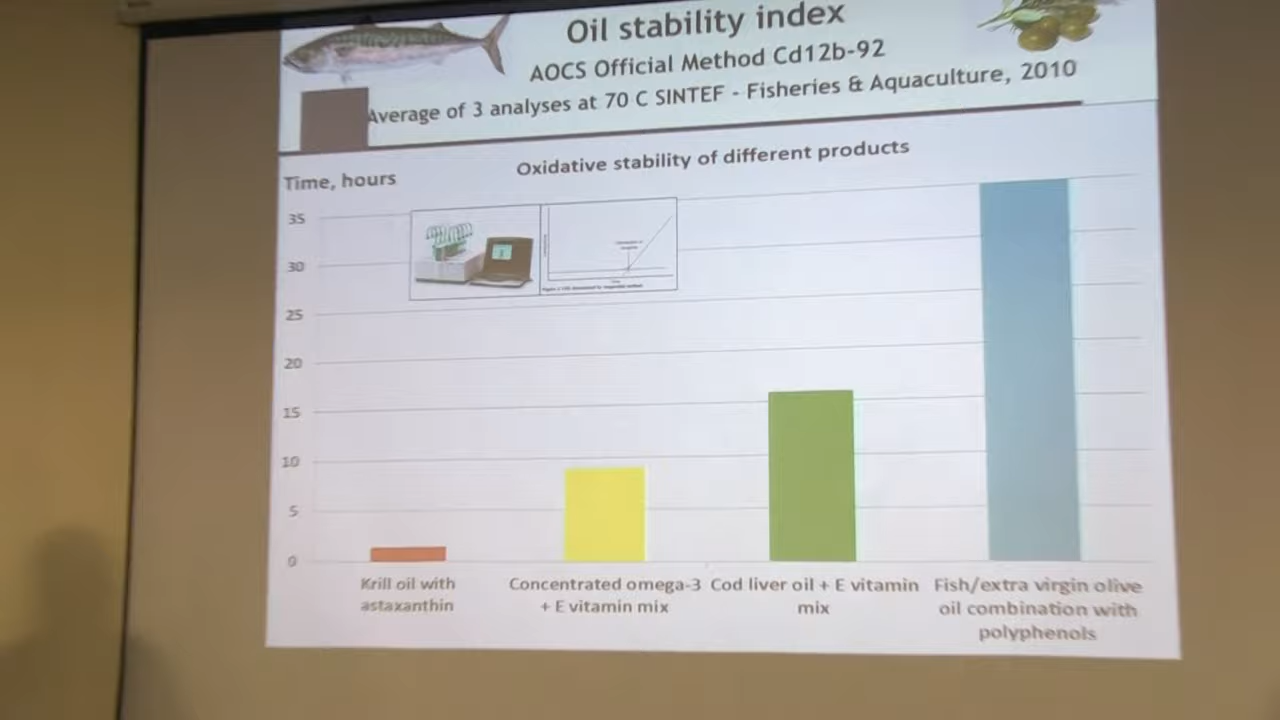 Oil stability index
AOCS Official Method Cd12b-92
Average of 3 analyses at 70 C SINTEF - Fisheries & Aquaculture, 2010
Oxidative stability of different products
Time, hours
35
30
25
20
15
10
5
0
Krill oil with
astaxanthin
Concentrated omega-3
+ E vitamin mix
Cod liver oil + E vitamin
mix
Fish/extra virgin olive
oil combination with
polyphenols